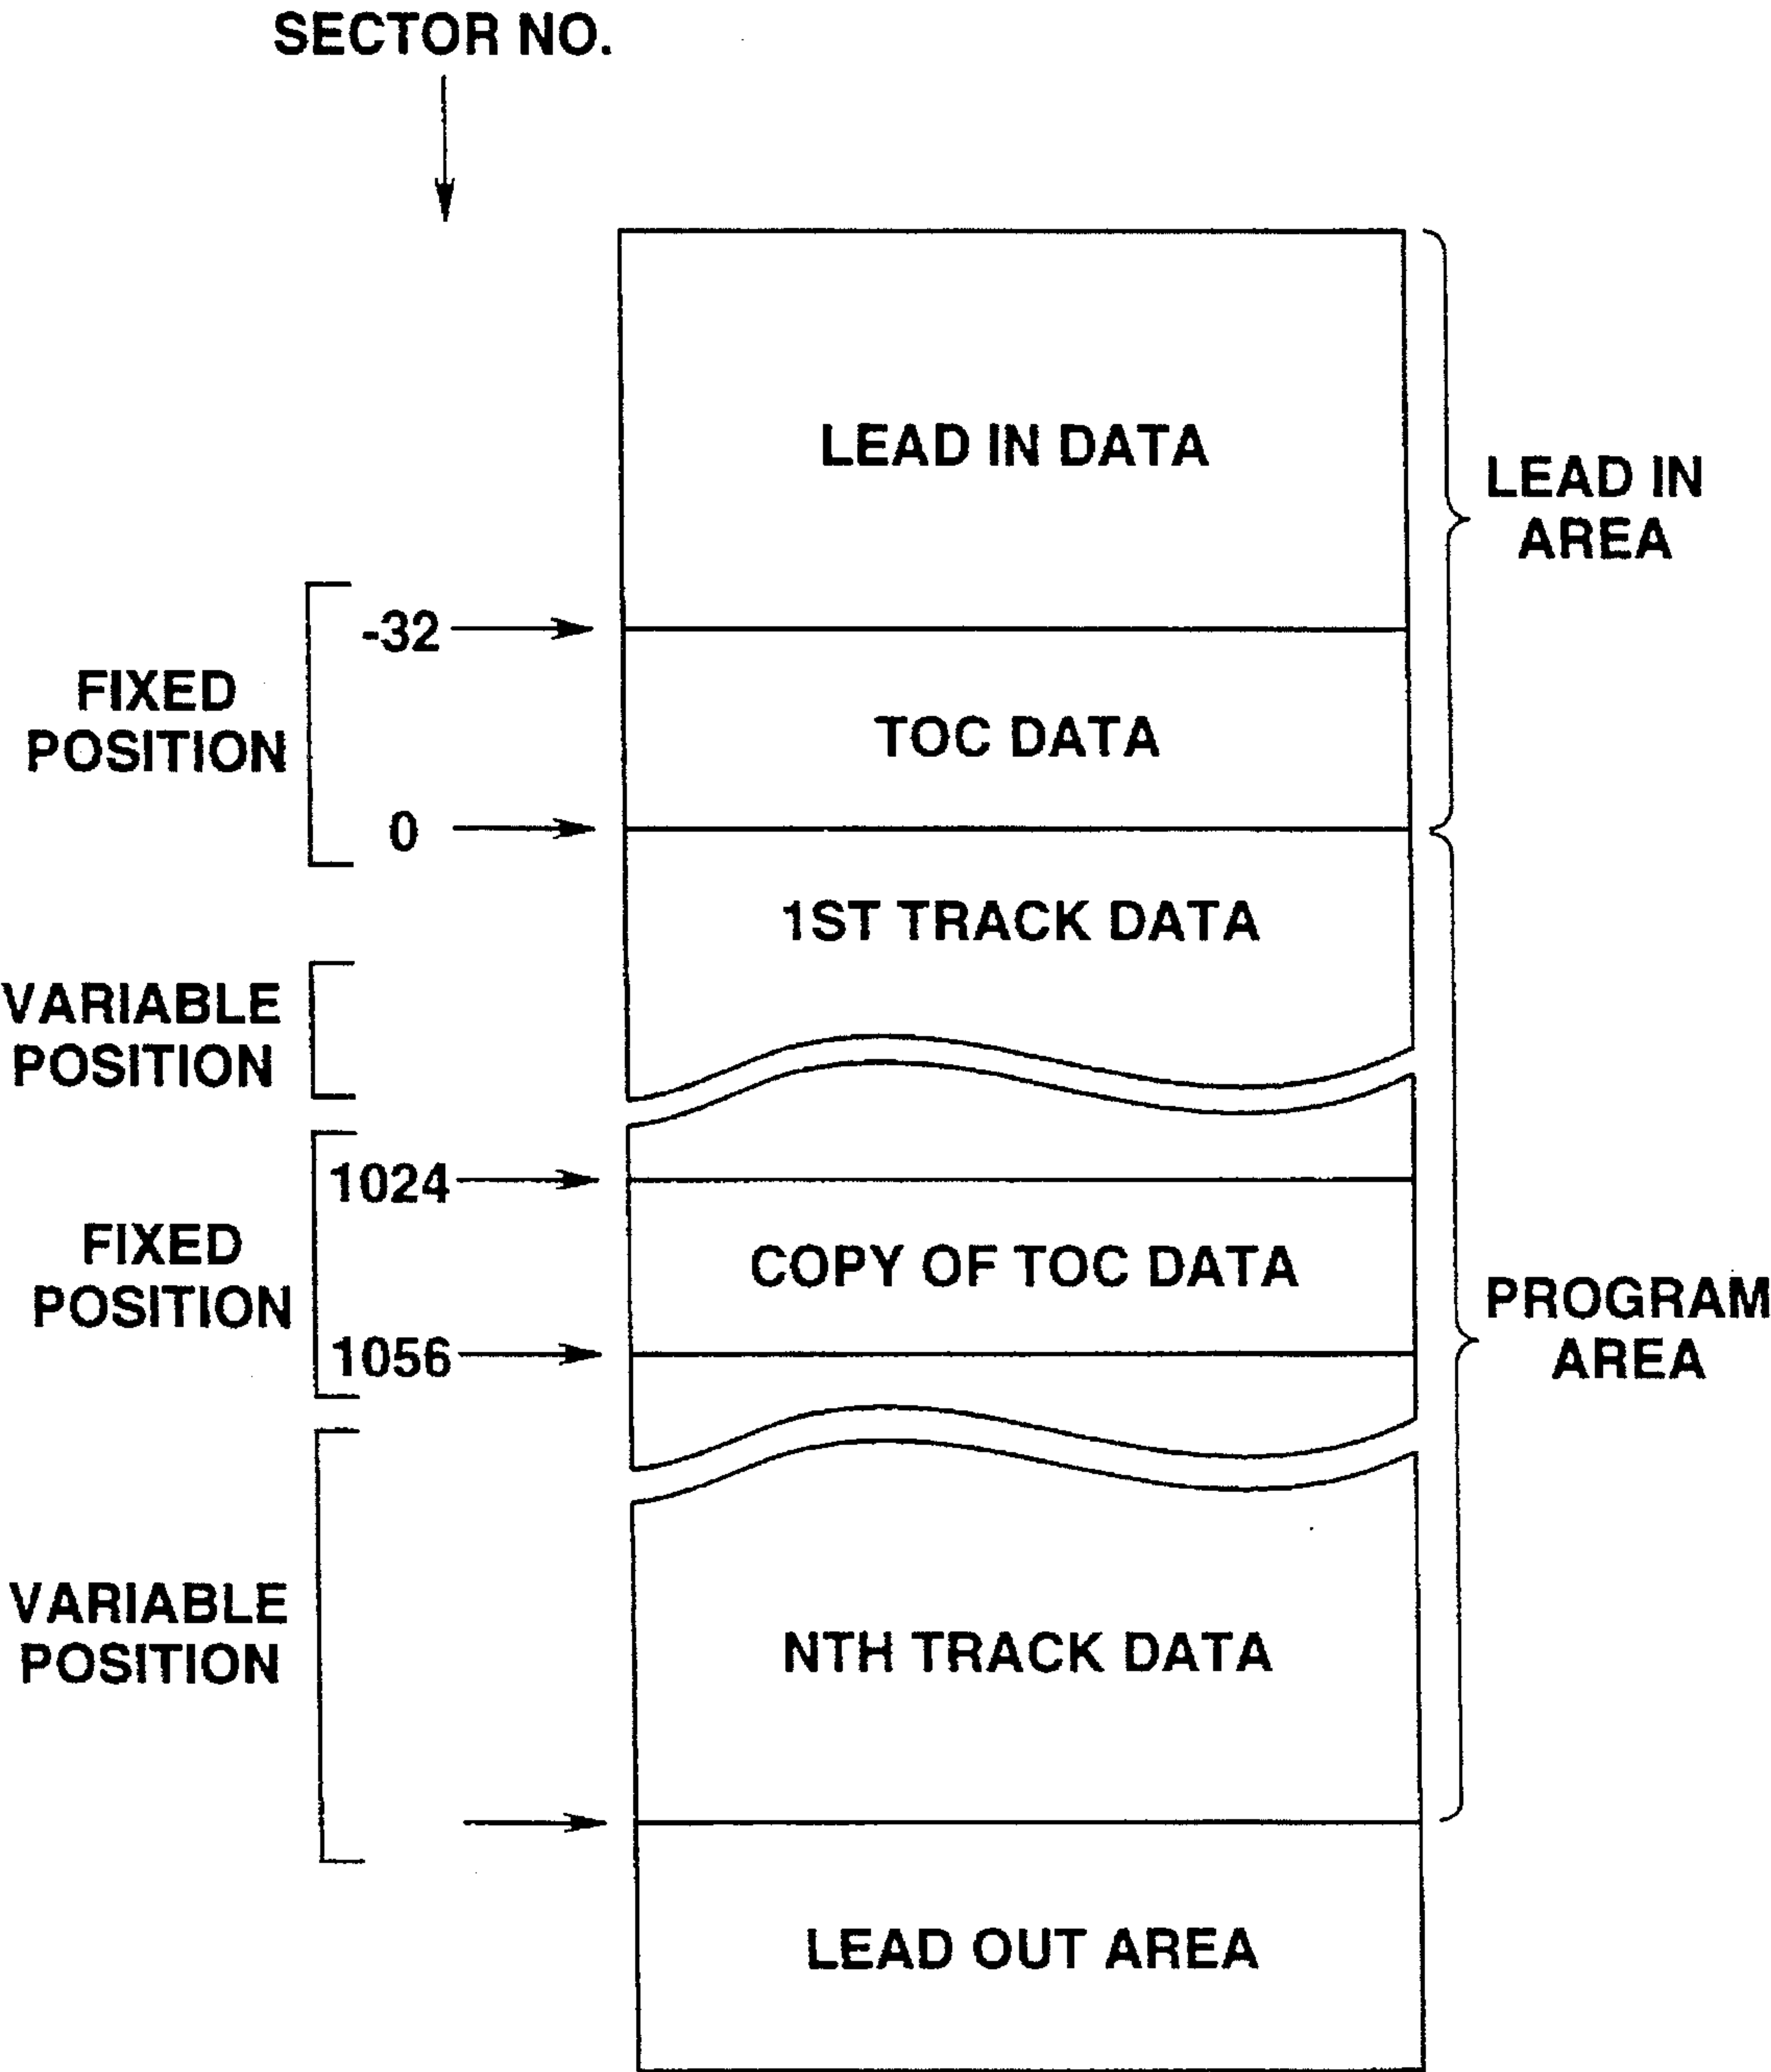 SECTOR NO.
LEAD IN DATA
LEAD IN
AREA
-32
FIXED
POSITION
TOC DATA
0
1ST TRACK DATA
VARIABLE
POSITION
1024
FIXED
POSITION
COPY OF TOC DATA
1056
PROGRAM
AREA
VARIABLE
POSITION
NTH TRACK DATA
LEAD OUT AREA